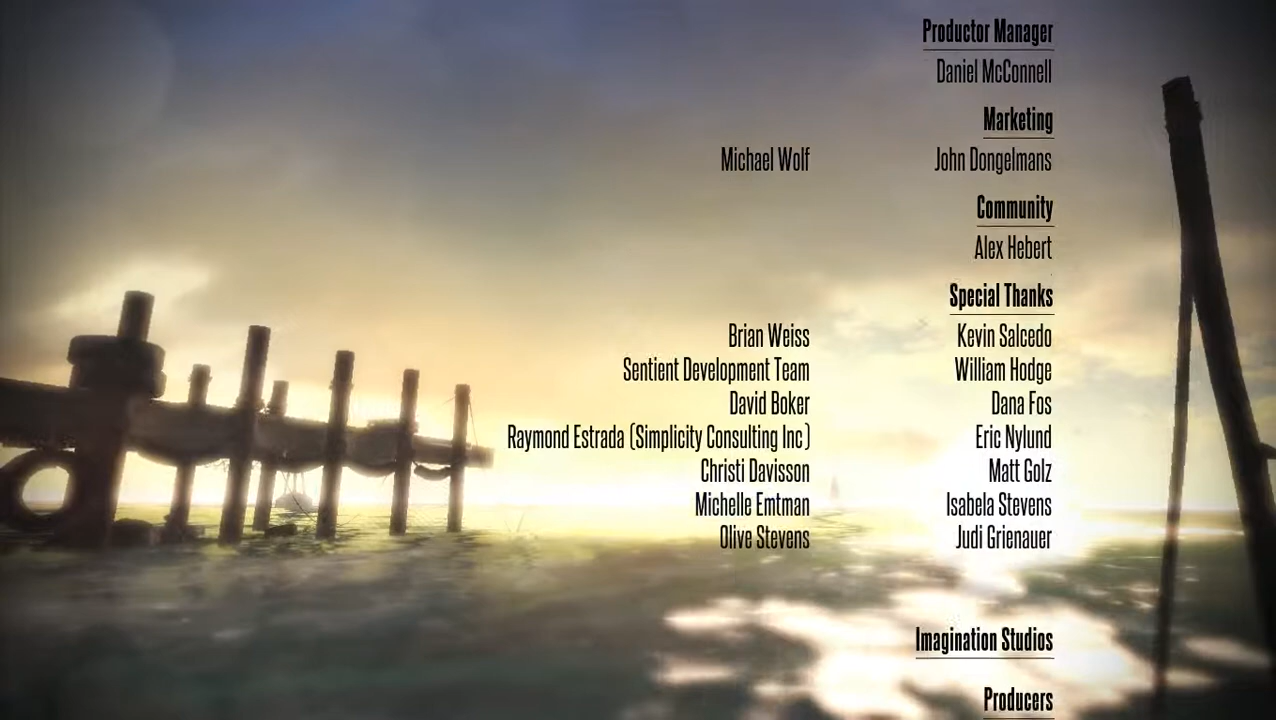 Productor Manager
Daniel McConnell
Marketing
Michael Wolf John Dongelmans
Community
Alex Hebert
Special Thanks
Brian Weiss Kevin Salcedo
Sentient Development Team William Hodge
David Boker Dana Fos
Raymond Estrada (Simplicity Consulting Inc) Eric Nylund
Christi Davisson Matt Golz
Michelle Emtman Isabela Stevens
Olive Stevens Judi Grienauer
Imagination Studios
Producers